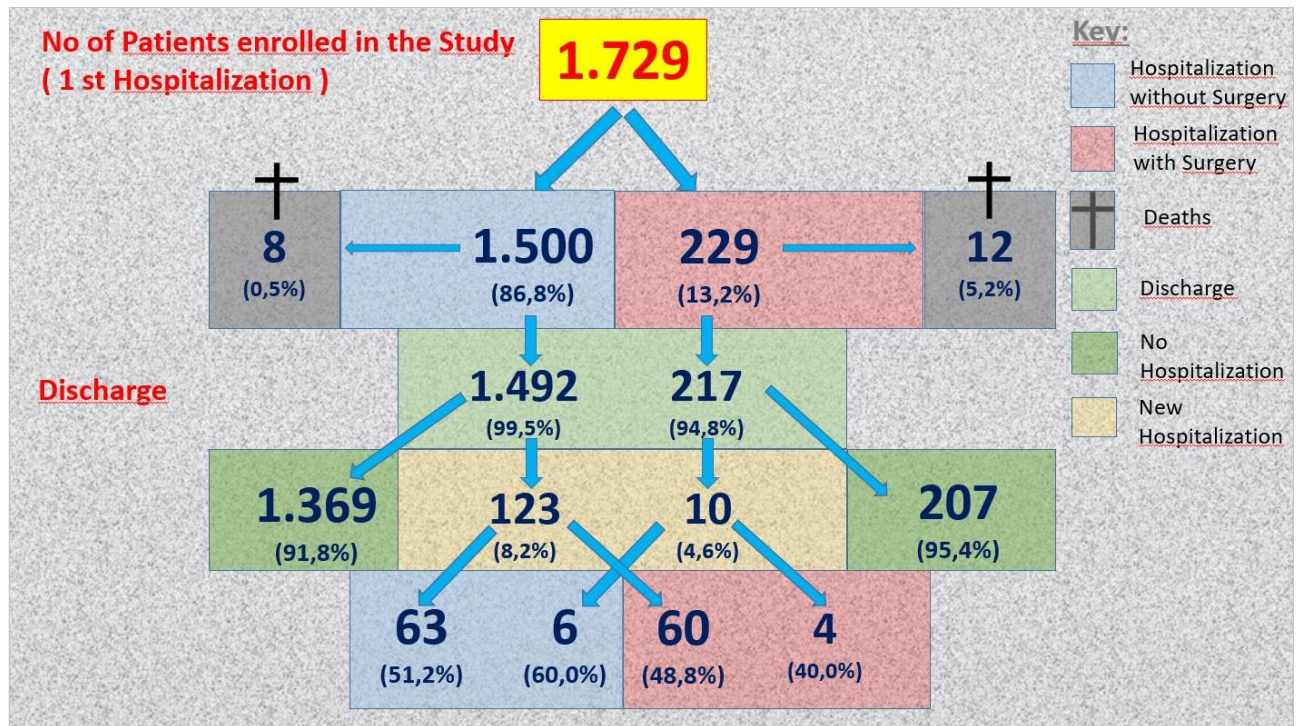 No of Patients enrolled in the Study
( 1 st Hospitalization )
1.729
Key:
Hospitalization
without Surgery
Hospitalization
with Surgery
Deaths
Discharge
No
Hospitalization
New
Hospitalization
8 1.500 229 12
(0,5%) (86,8%) (13,2%) (5,2%)
Discharge
1.492 217
(99,5%) (94,8%)
1.369 123 10 207
(91,8%) (8,2%) (4,6%) (95,4%)
63 6 60 4
(51,2%) (60,0%) (48,8%) (40,0%)